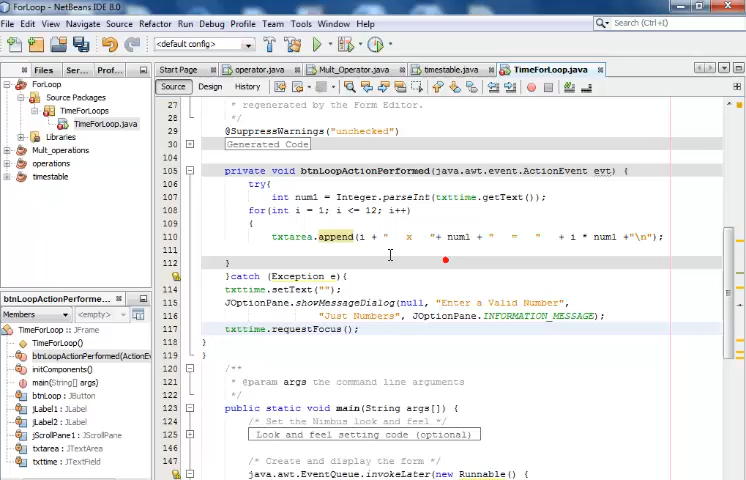 ForLoop - NetBeans IDE 8.0
File Edit View Navigate Source Refactor Run Debug Profile Team Tools Window Help
<default config>
Search (Ctrl+I)
Files Ser... Prof...
Start Page operator.java Mult_Operator.java timestable.java TimeForLoop.java
Source Design History
ForLoop
Source Packages
TimeForLoops
TimeForLoop.java
Libraries
Mult_operations
operations
timestable
27 * regenerated by the Form Editor.
28 */
29 @SuppressWarnings("unchecked")
30 Generated Code
104
105 private void btnLoopActionPerformed(java.awt.event.ActionEvent evt) {
106 try{
107 int num1 = Integer.parseInt(txttime.getText());
108 for(int i = 1; i <= 12; i++)
109 {
110 txtarea.append(i + " x "+ num1 + " = " + i * num1 +"\n");
111
112 }
}catch (Exception e){
114 txttime.setText("");
115 JOptionPane.showMessageDialog(null, "Enter a Valid Number",
116 "Just Numbers", JOptionPane.INFORMATION_MESSAGE);
117 txttime.requestFocus();
118 }
119 }
120 /**
121 * @param args the command line arguments
122 */
123 public static void main(String args[]) {
124 /* Set the Nimbus look and feel */
125 Look and feel setting code (optional)
146
147 /* Create and display the form */
java.awt.EventQueue.invokeLater(new Runnable() {
btnLoopActionPerforme...
Members <empty>
TimeForLoop :: JFrame
TimeForLoop()
btnLoopActionPerformed(ActionEv
initComponents()
main(String[] args)
btnLoop : JButton
jLabel1 : JLabel
jLabel2 : JLabel
jScrollPane1 : JScrollPane
txtarea : JTextArea
txttime : JTextField